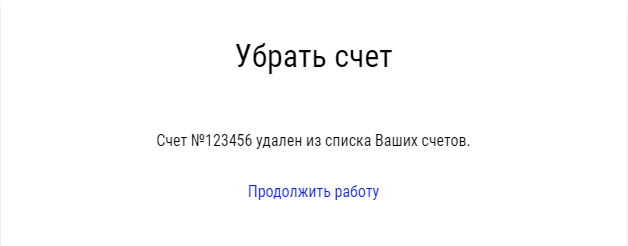 Убрать счет
Счет №123456 удален из списка Ваших счетов.
Продолжить работу